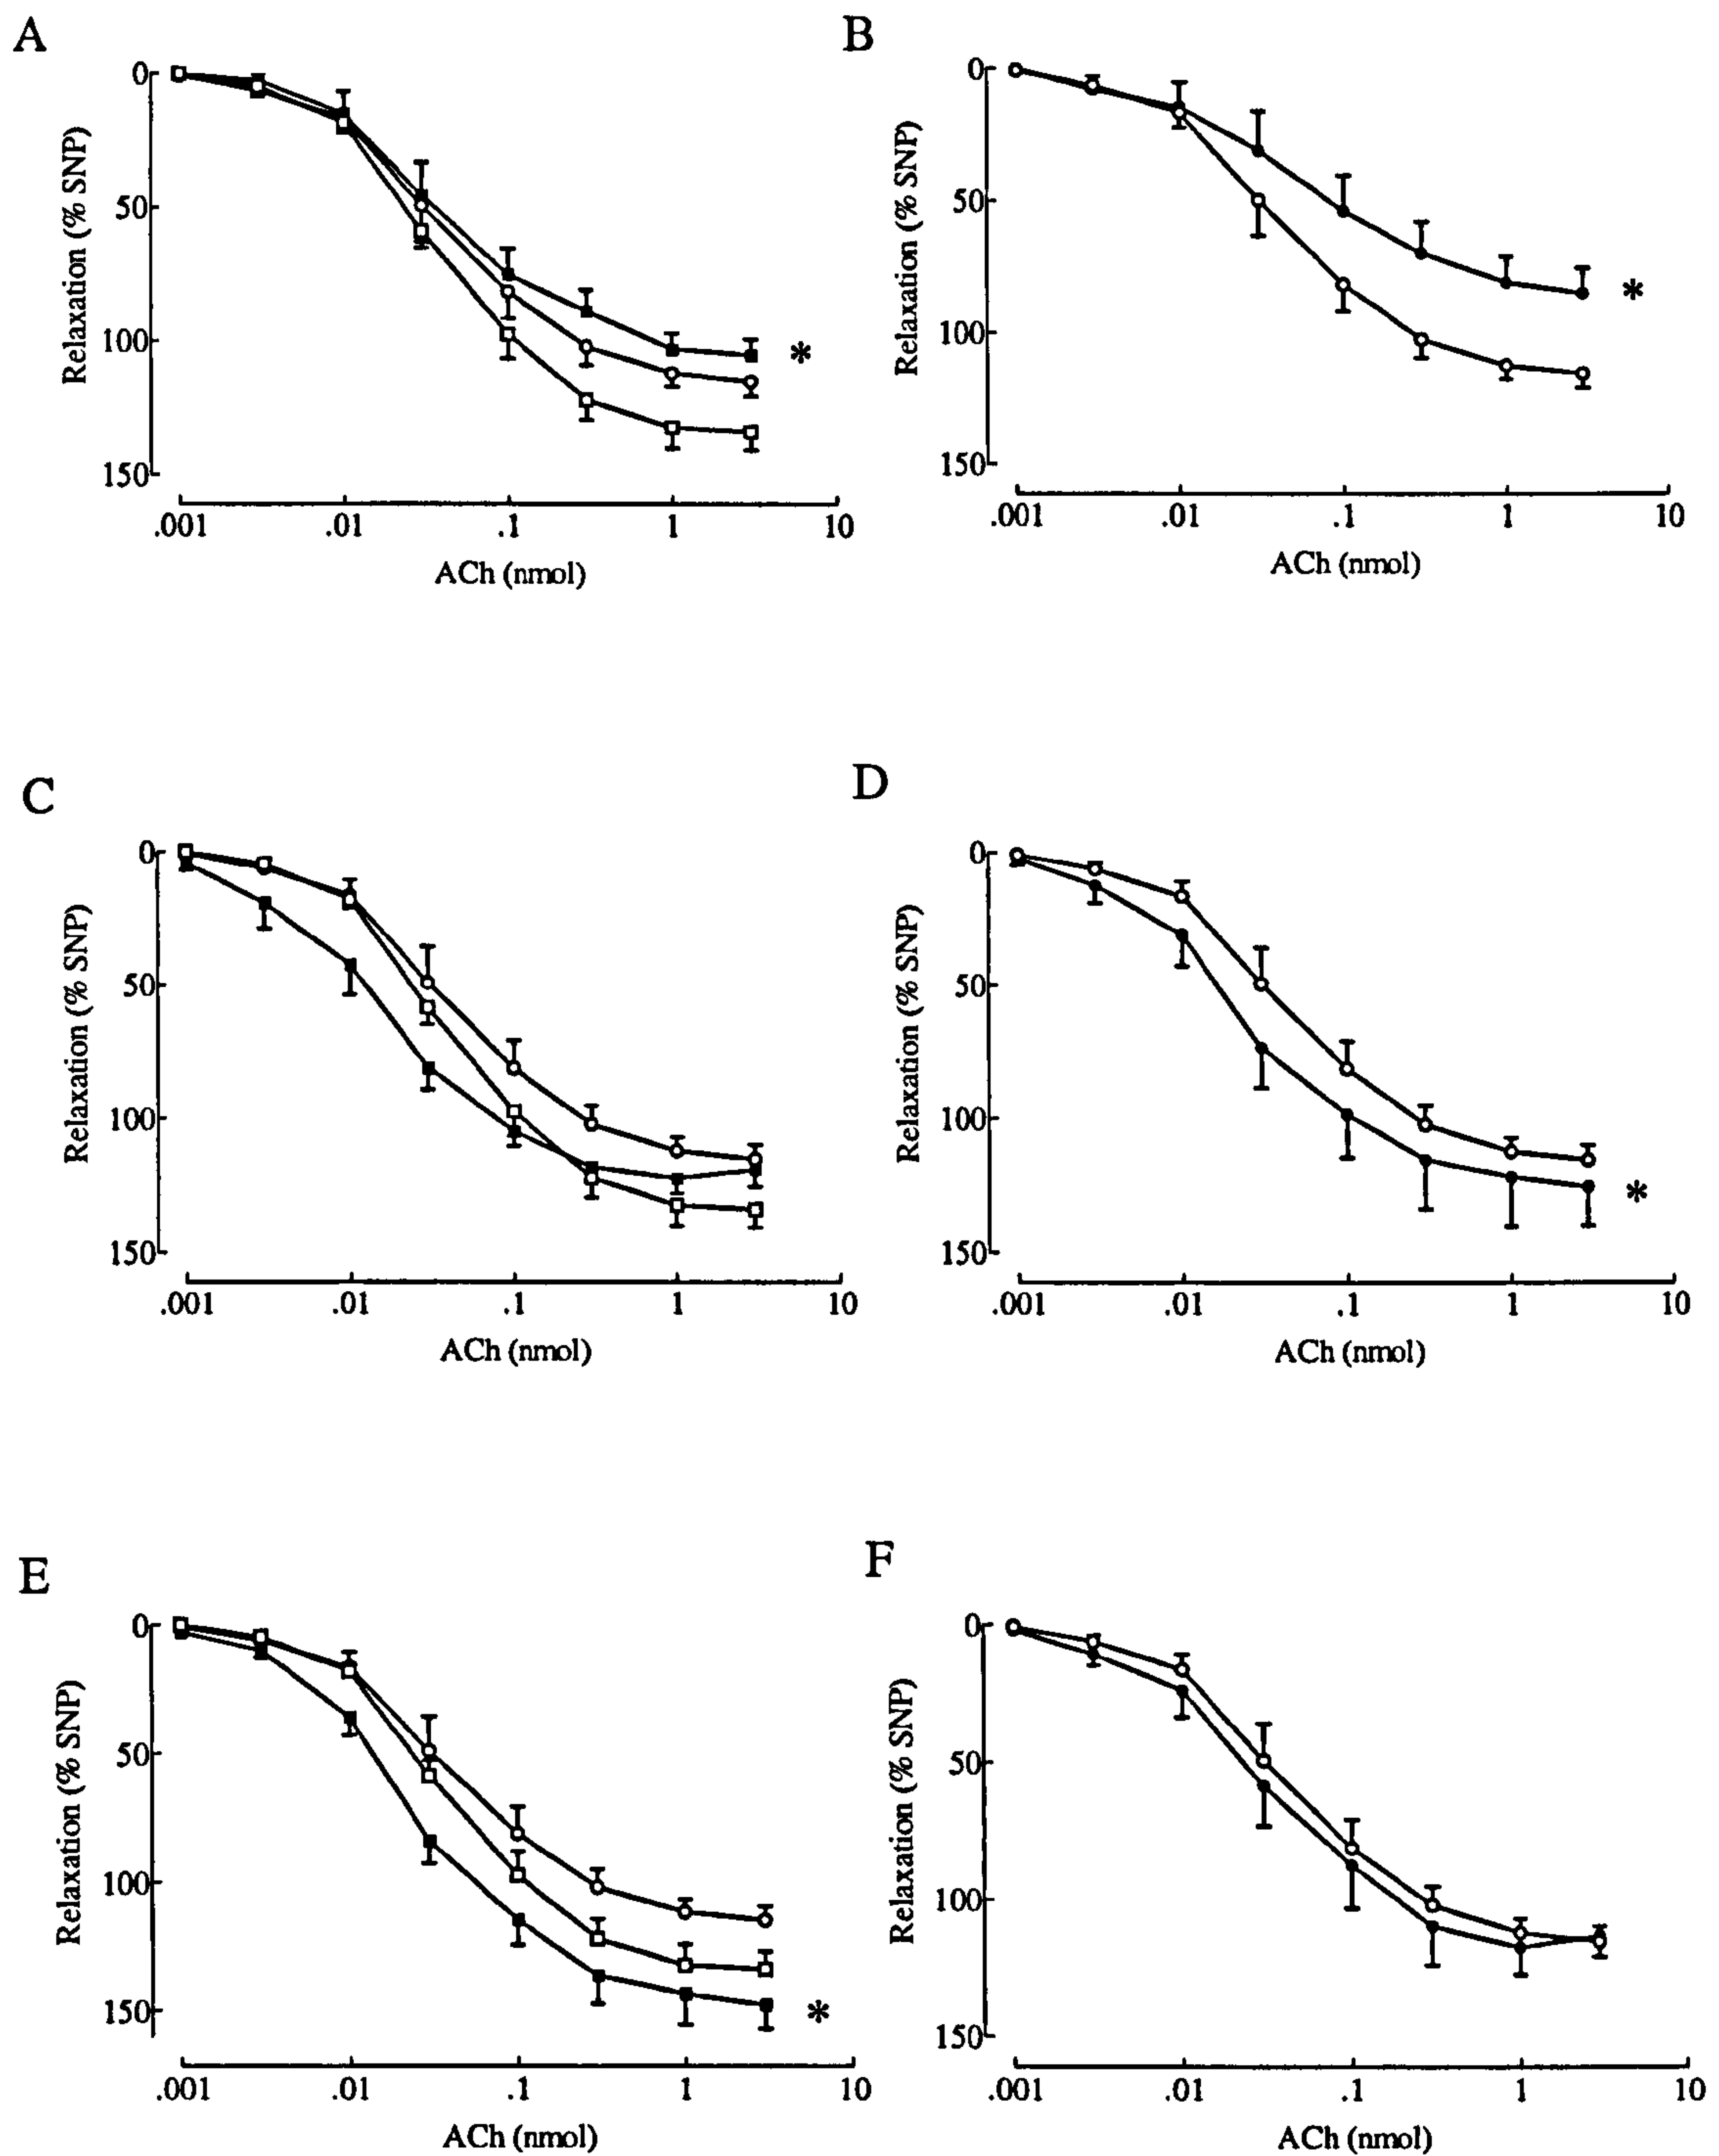 A
B
0
50
100
150
Relaxation (% SNP)
*
.001 .01 .1 1 10
ACh (nmol)
0
50
100
150
Relaxation (% SNP)
*
.001 .01 .1 1 10
ACh (nmol)
C
D
0
50
100
150
Relaxation (% SNP)
.001 .01 .1 1 10
ACh (nmol)
0
50
100
150
Relaxation (% SNP)
*
.001 .01 .1 1 10
ACh (nmol)
E
F
0
50
100
150
Relaxation (% SNP)
*
.001 .01 .1 1 10
ACh (nmol)
0
50
100
150
Relaxation (% SNP)
.001 .01 .1 1 10
ACh (nmol)